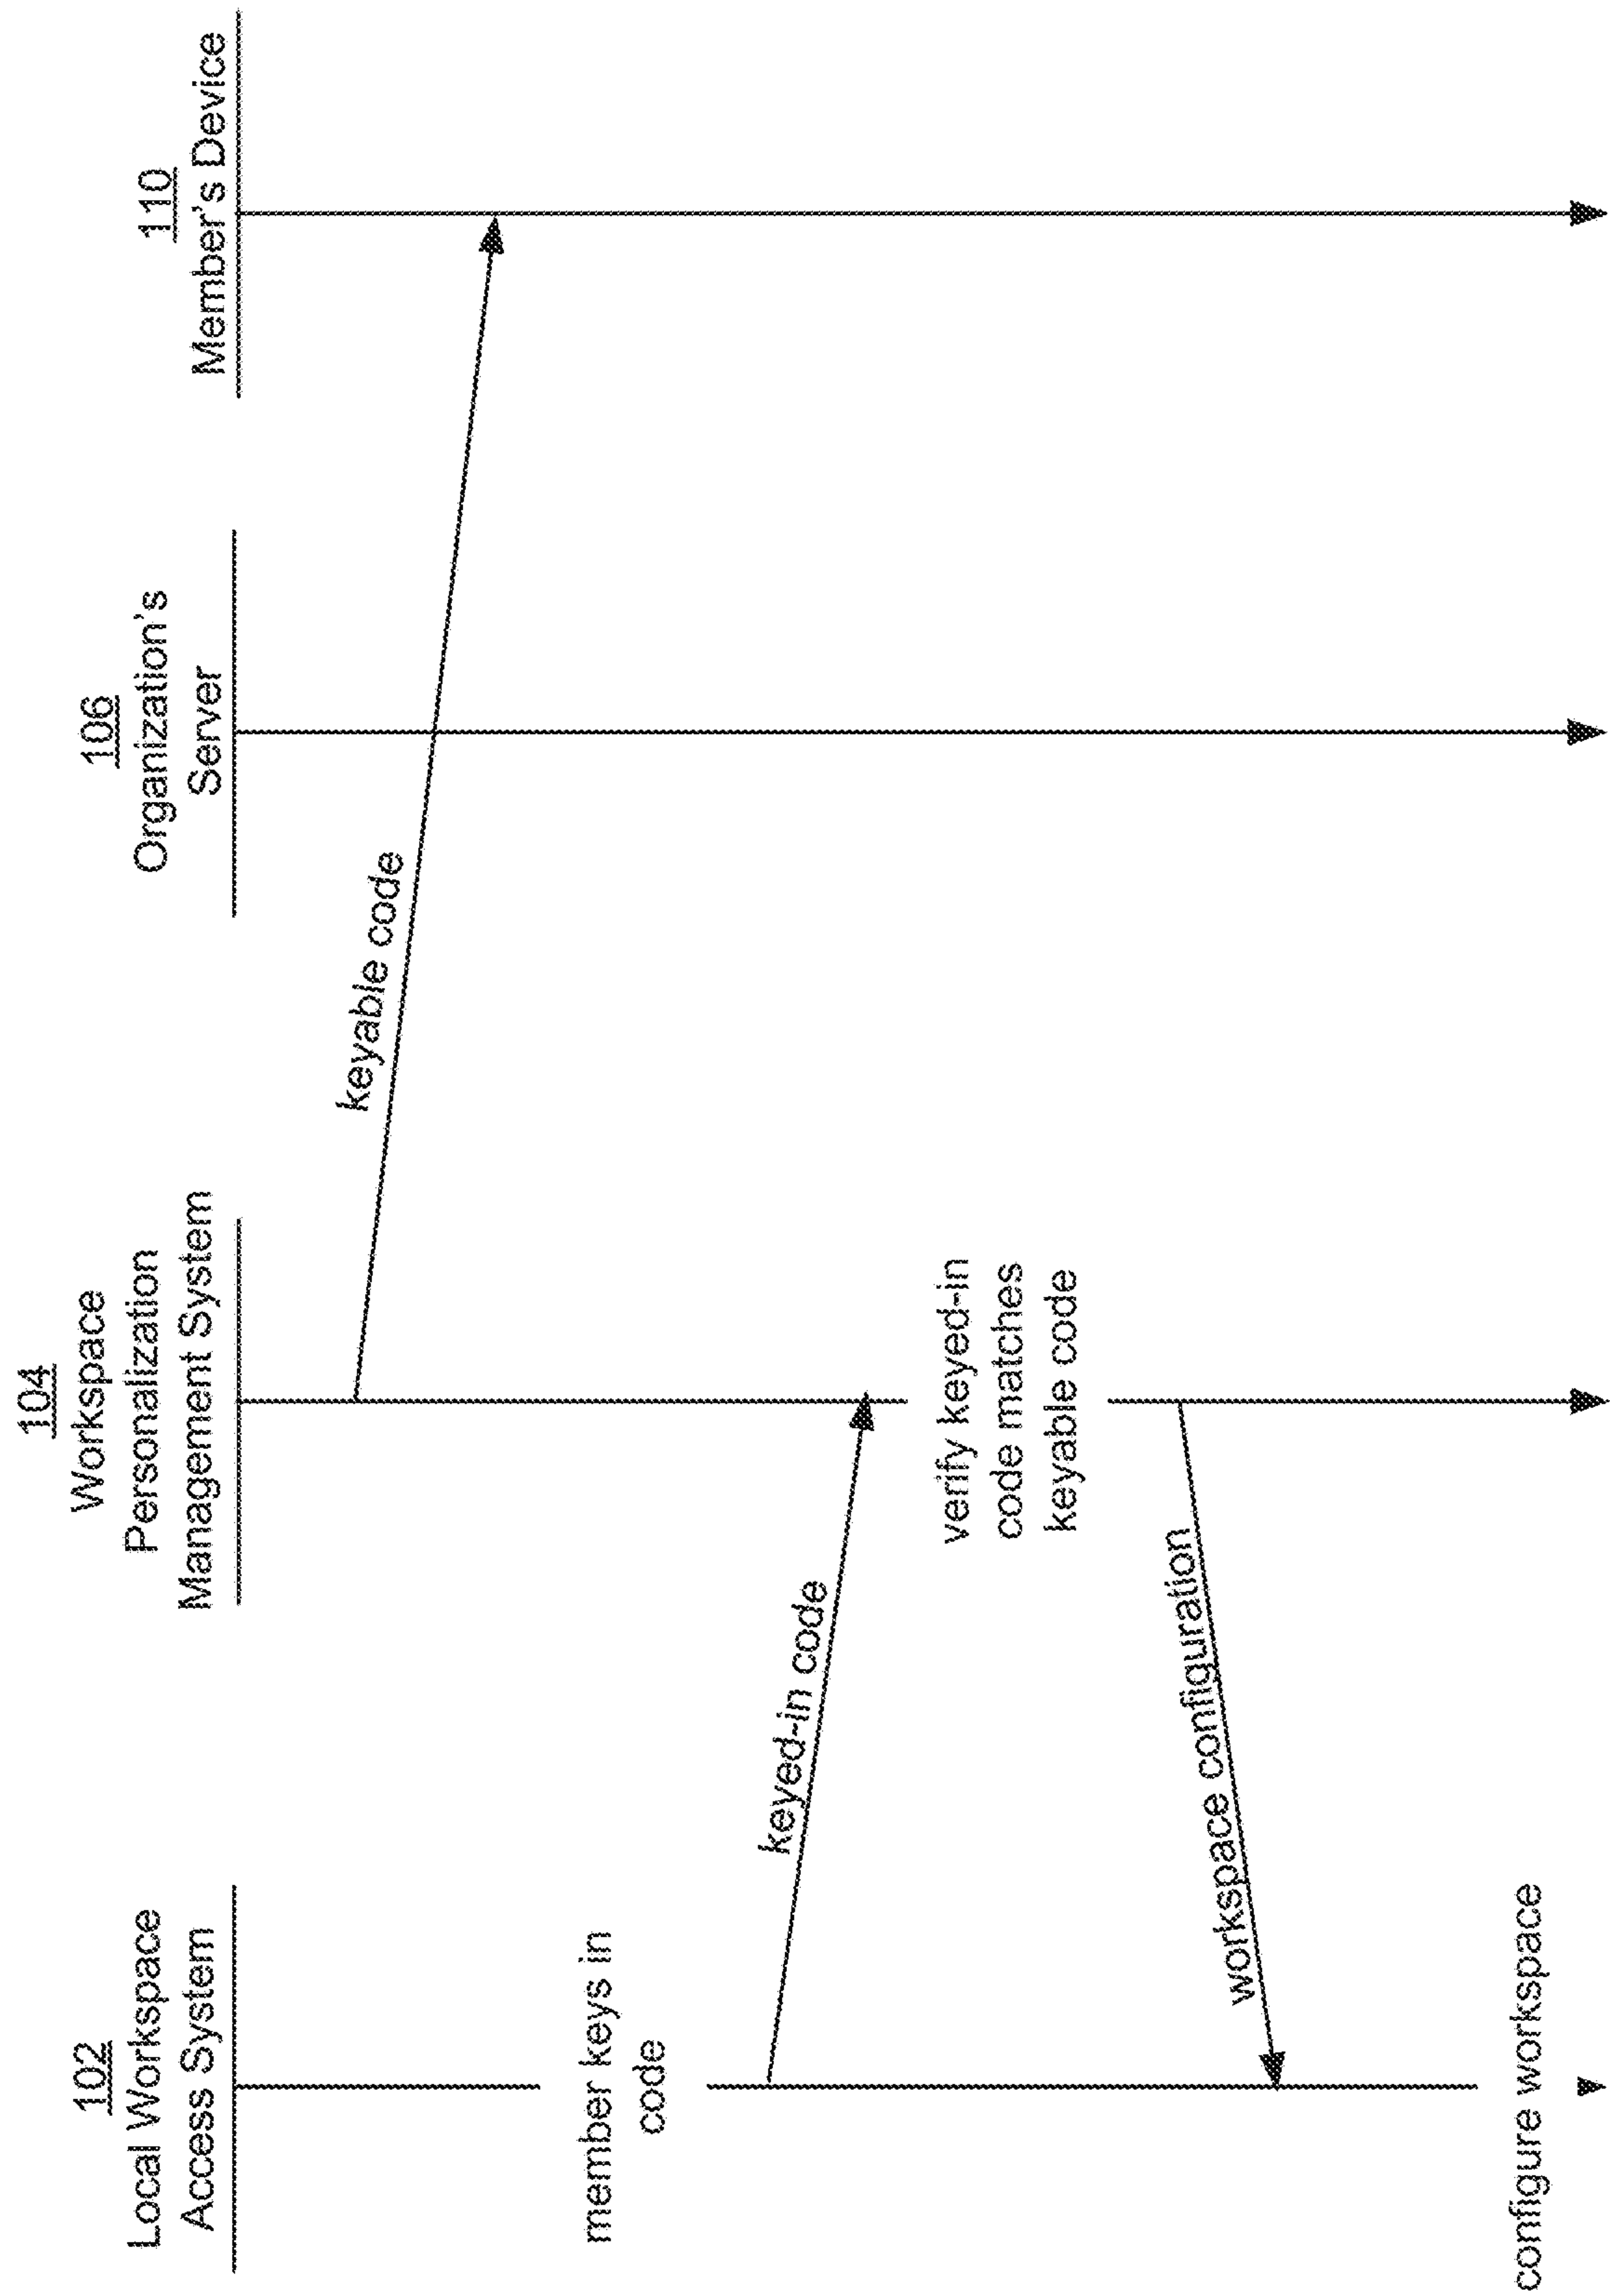 102
Local Workspace
Access System
104
Workspace
Personalization
Management System
106
Organization's
Server
110
Member's Device
keyable code
member keys in
code
keyed-in code
verify keyed-in
code matches
keyable code
workspace configuration
configure workspace